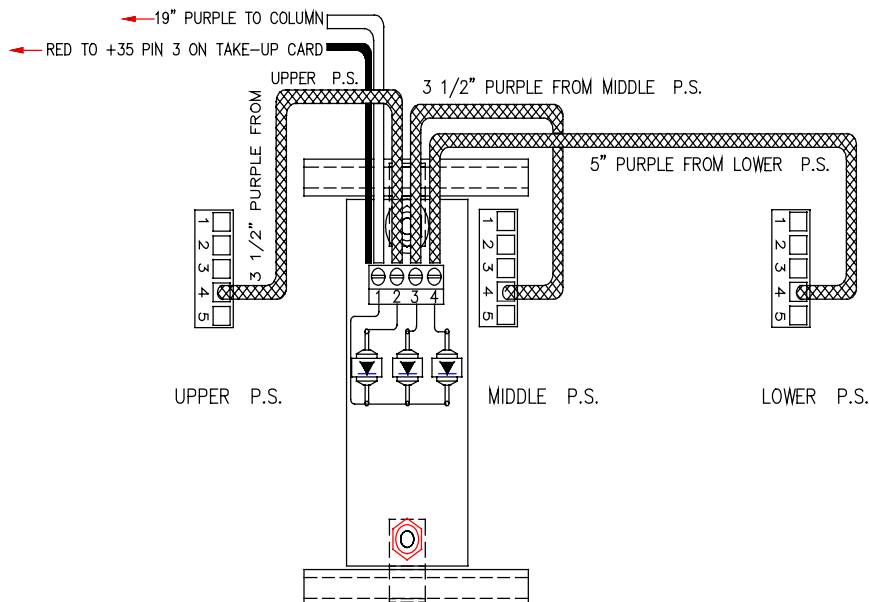 19" PURPLE TO COLUMN
RED TO +35 PIN 3 ON TAKE-UP CARD
UPPER P.S.
3 1/2" PURPLE FROM
3 1/2" PURPLE FROM MIDDLE P.S.
5" PURPLE FROM LOWER P.S.
1
2
3
4
5
1 2 3 4
1
2
3
4
5
1
2
3
4
5
UPPER P.S.
MIDDLE P.S.
LOWER P.S.